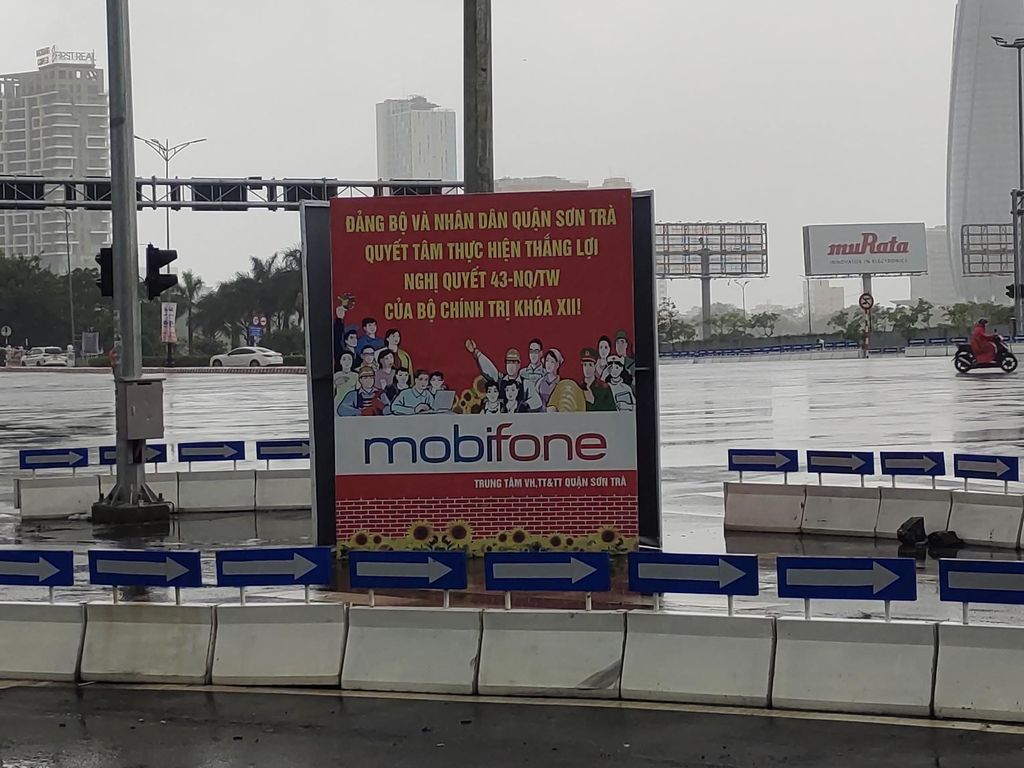 FIRST REAL
ĐẢNG BỘ VÀ NHÂN DÂN QUẬN SƠN TRÀ
QUYẾT TÂM THỰC HIỆN THẮNG LỢI
NGHỊ QUYẾT 43-NQ/TW
CỦA BỘ CHÍNH TRỊ KHÓA XII!
muRata
INNOVATOR IN ELECTRONICS
mobifone
TRUNG TÂM VH,TT&TT QUẬN SƠN TRÀ